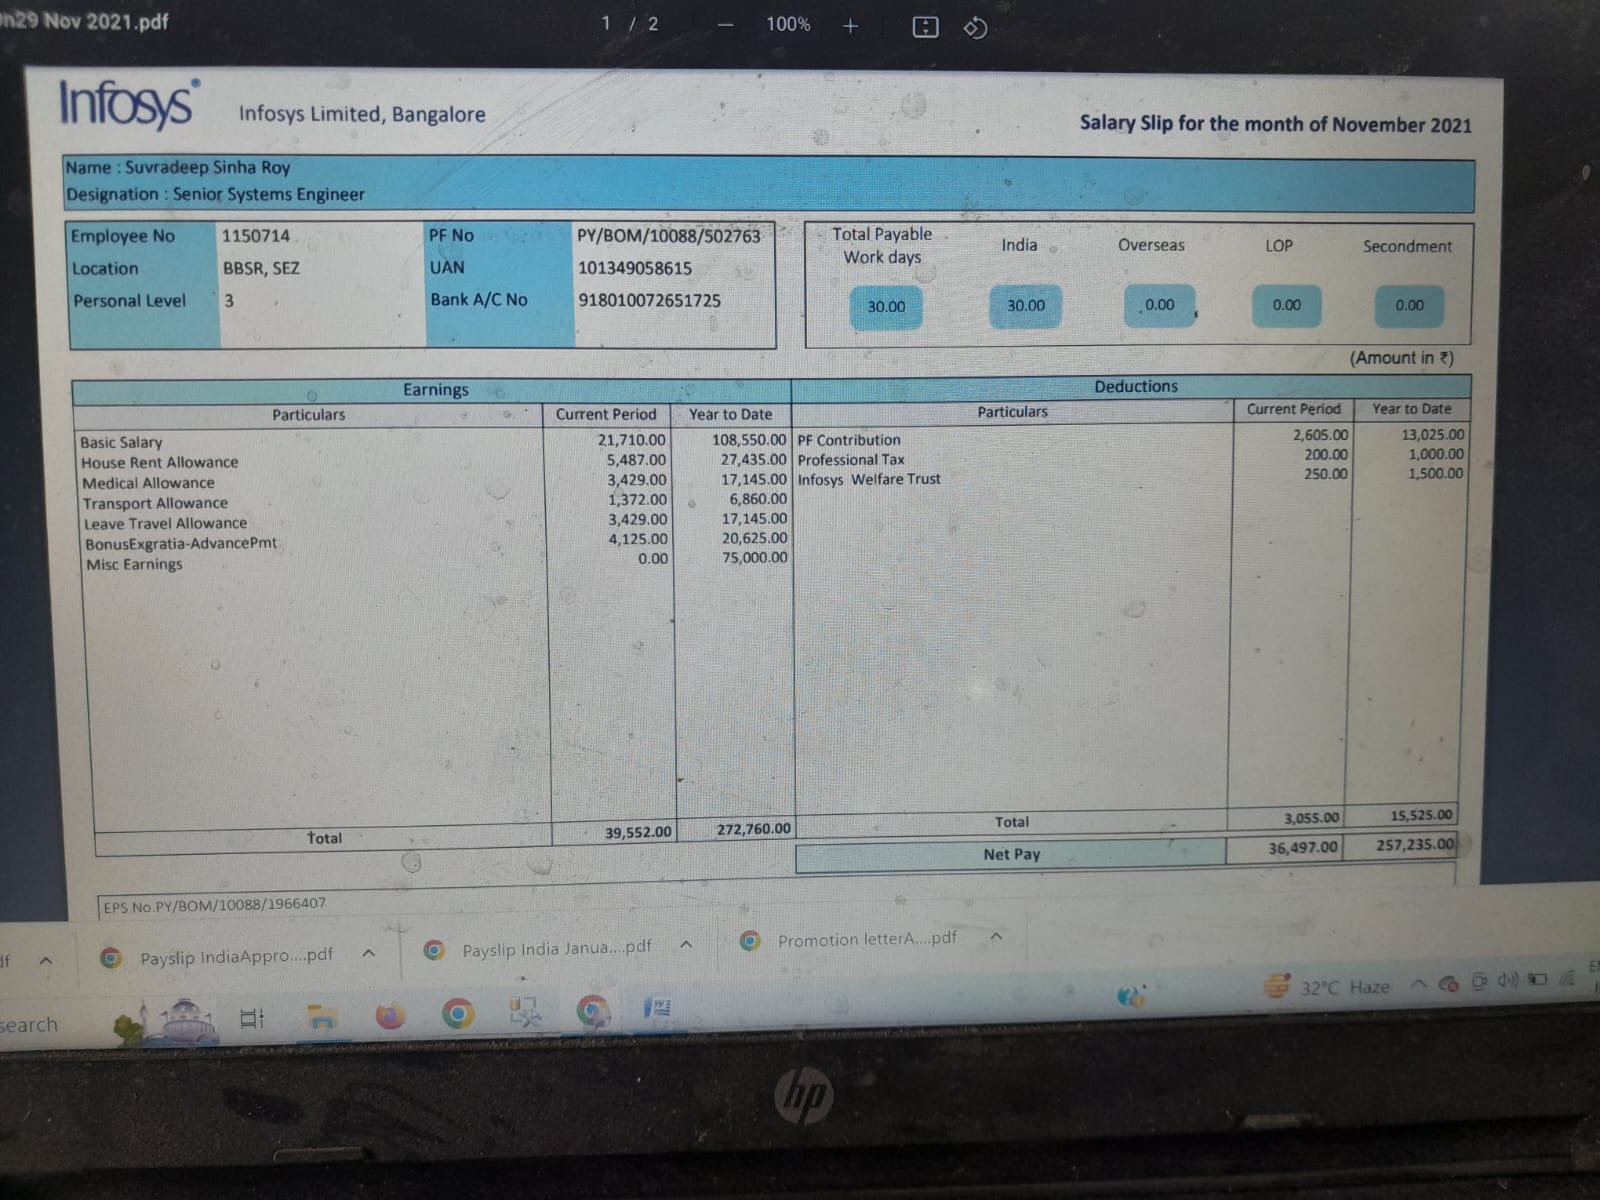 29 Nov 2021.pdf
1 / 2 — 100% +
Infosys®
Infosys Limited, Bangalore
Salary Slip for the month of November 2021
Name : Suvradeep Sinha Roy
Designation : Senior Systems Engineer
Employee No 1150714 PF No PY/BOM/10088/502763
Location BBSR, SEZ UAN 101349058615
Personal Level 3 Bank A/C No 918010072651725
Total Payable Work days India Overseas LOP Secondment
30.00 30.00 0.00 0.00 0.00
(Amount in ₹)
Earnings Deductions
Particulars Current Period Year to Date Particulars Current Period Year to Date
Basic Salary 21,710.00 108,550.00 PF Contribution 2,605.00 13,025.00
House Rent Allowance 5,487.00 27,435.00 Professional Tax 200.00 1,000.00
Medical Allowance 3,429.00 17,145.00 Infosys Welfare Trust 250.00 1,500.00
Transport Allowance 1,372.00 6,860.00
Leave Travel Allowance 3,429.00 17,145.00
BonusExgratia-AdvancePmt 4,125.00 20,625.00
Misc Earnings 0.00 75,000.00
Total 39,552.00 272,760.00 Total 3,055.00 15,525.00
Net Pay 36,497.00 257,235.00
EPS No.PY/BOM/10088/1966407
Payslip IndiaAppro....pdf Payslip India Janua....pdf Promotion letterA....pdf
search 32°C Haze
hp